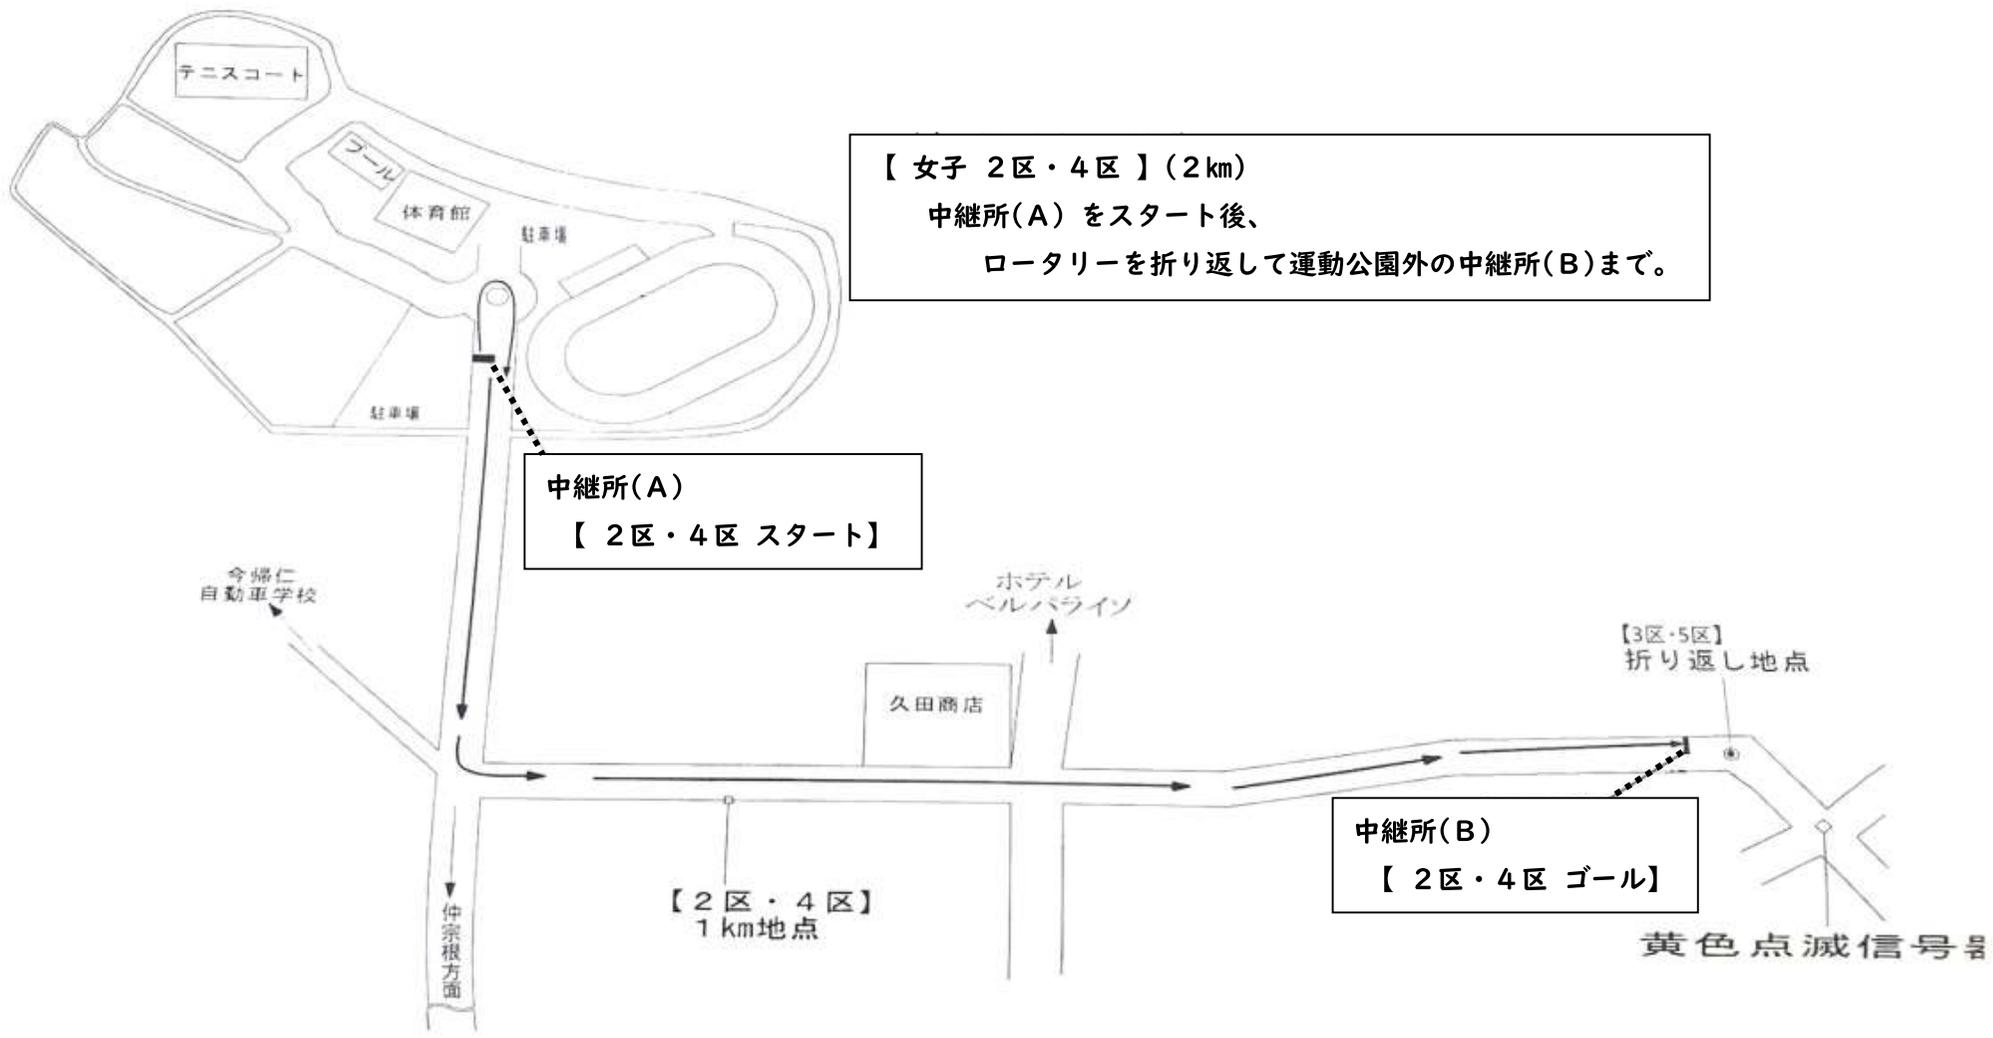 テニスコート
プール
体育館
駐車場
【 女子 2区・4区 】(2㎞)
中継所(A) をスタート後、
ロータリーを折り返して運動公園外の中継所(B)まで。
駐車場
中継所(A)
【 2区・4区 スタート】
今帰仁
自動車学校
ホテル
ベルパライソ
【3区・5区】
折り返し地点
久田商店
中継所(B)
【 2区・4区 ゴール】
【2区・4区】
1km地点
仲宗根方面
黄色点滅信号器